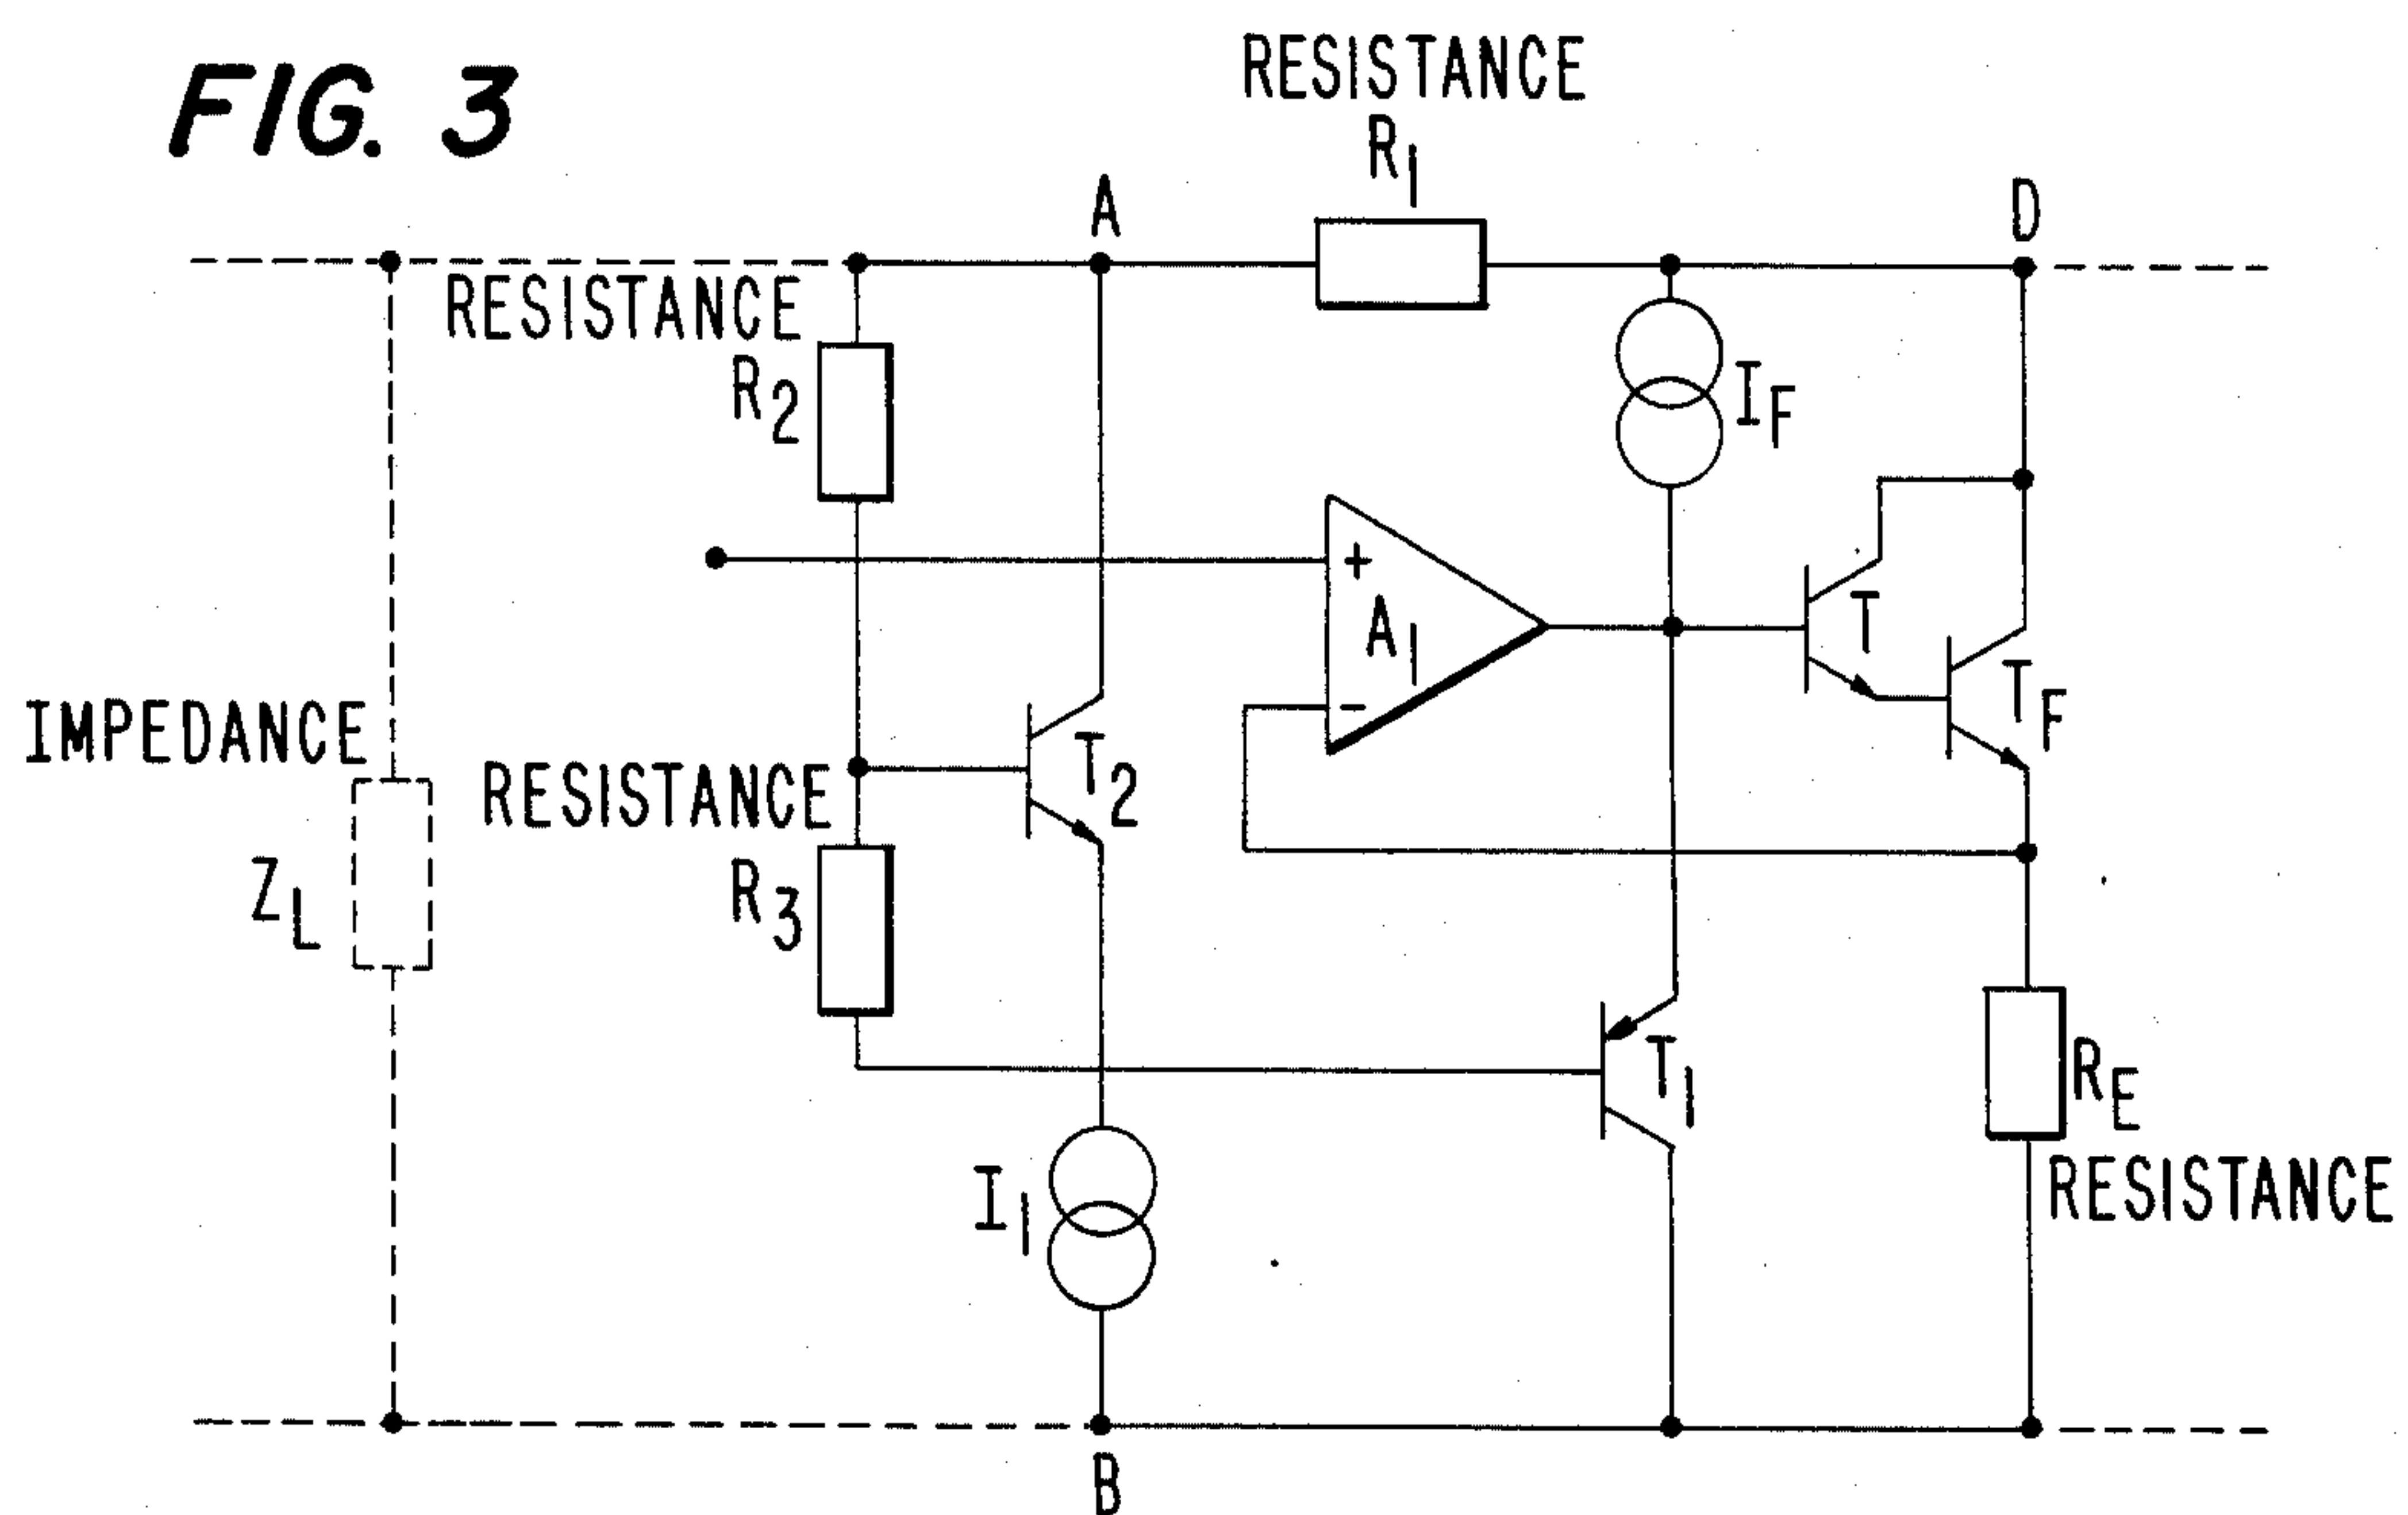 FIG. 3
RESISTANCE
R1
A
D
RESISTANCE
R2
IF
+
A1
-
T
TF
IMPEDANCE
ZL
RESISTANCE
R3
T2
T1
RE
RESISTANCE
I1
B